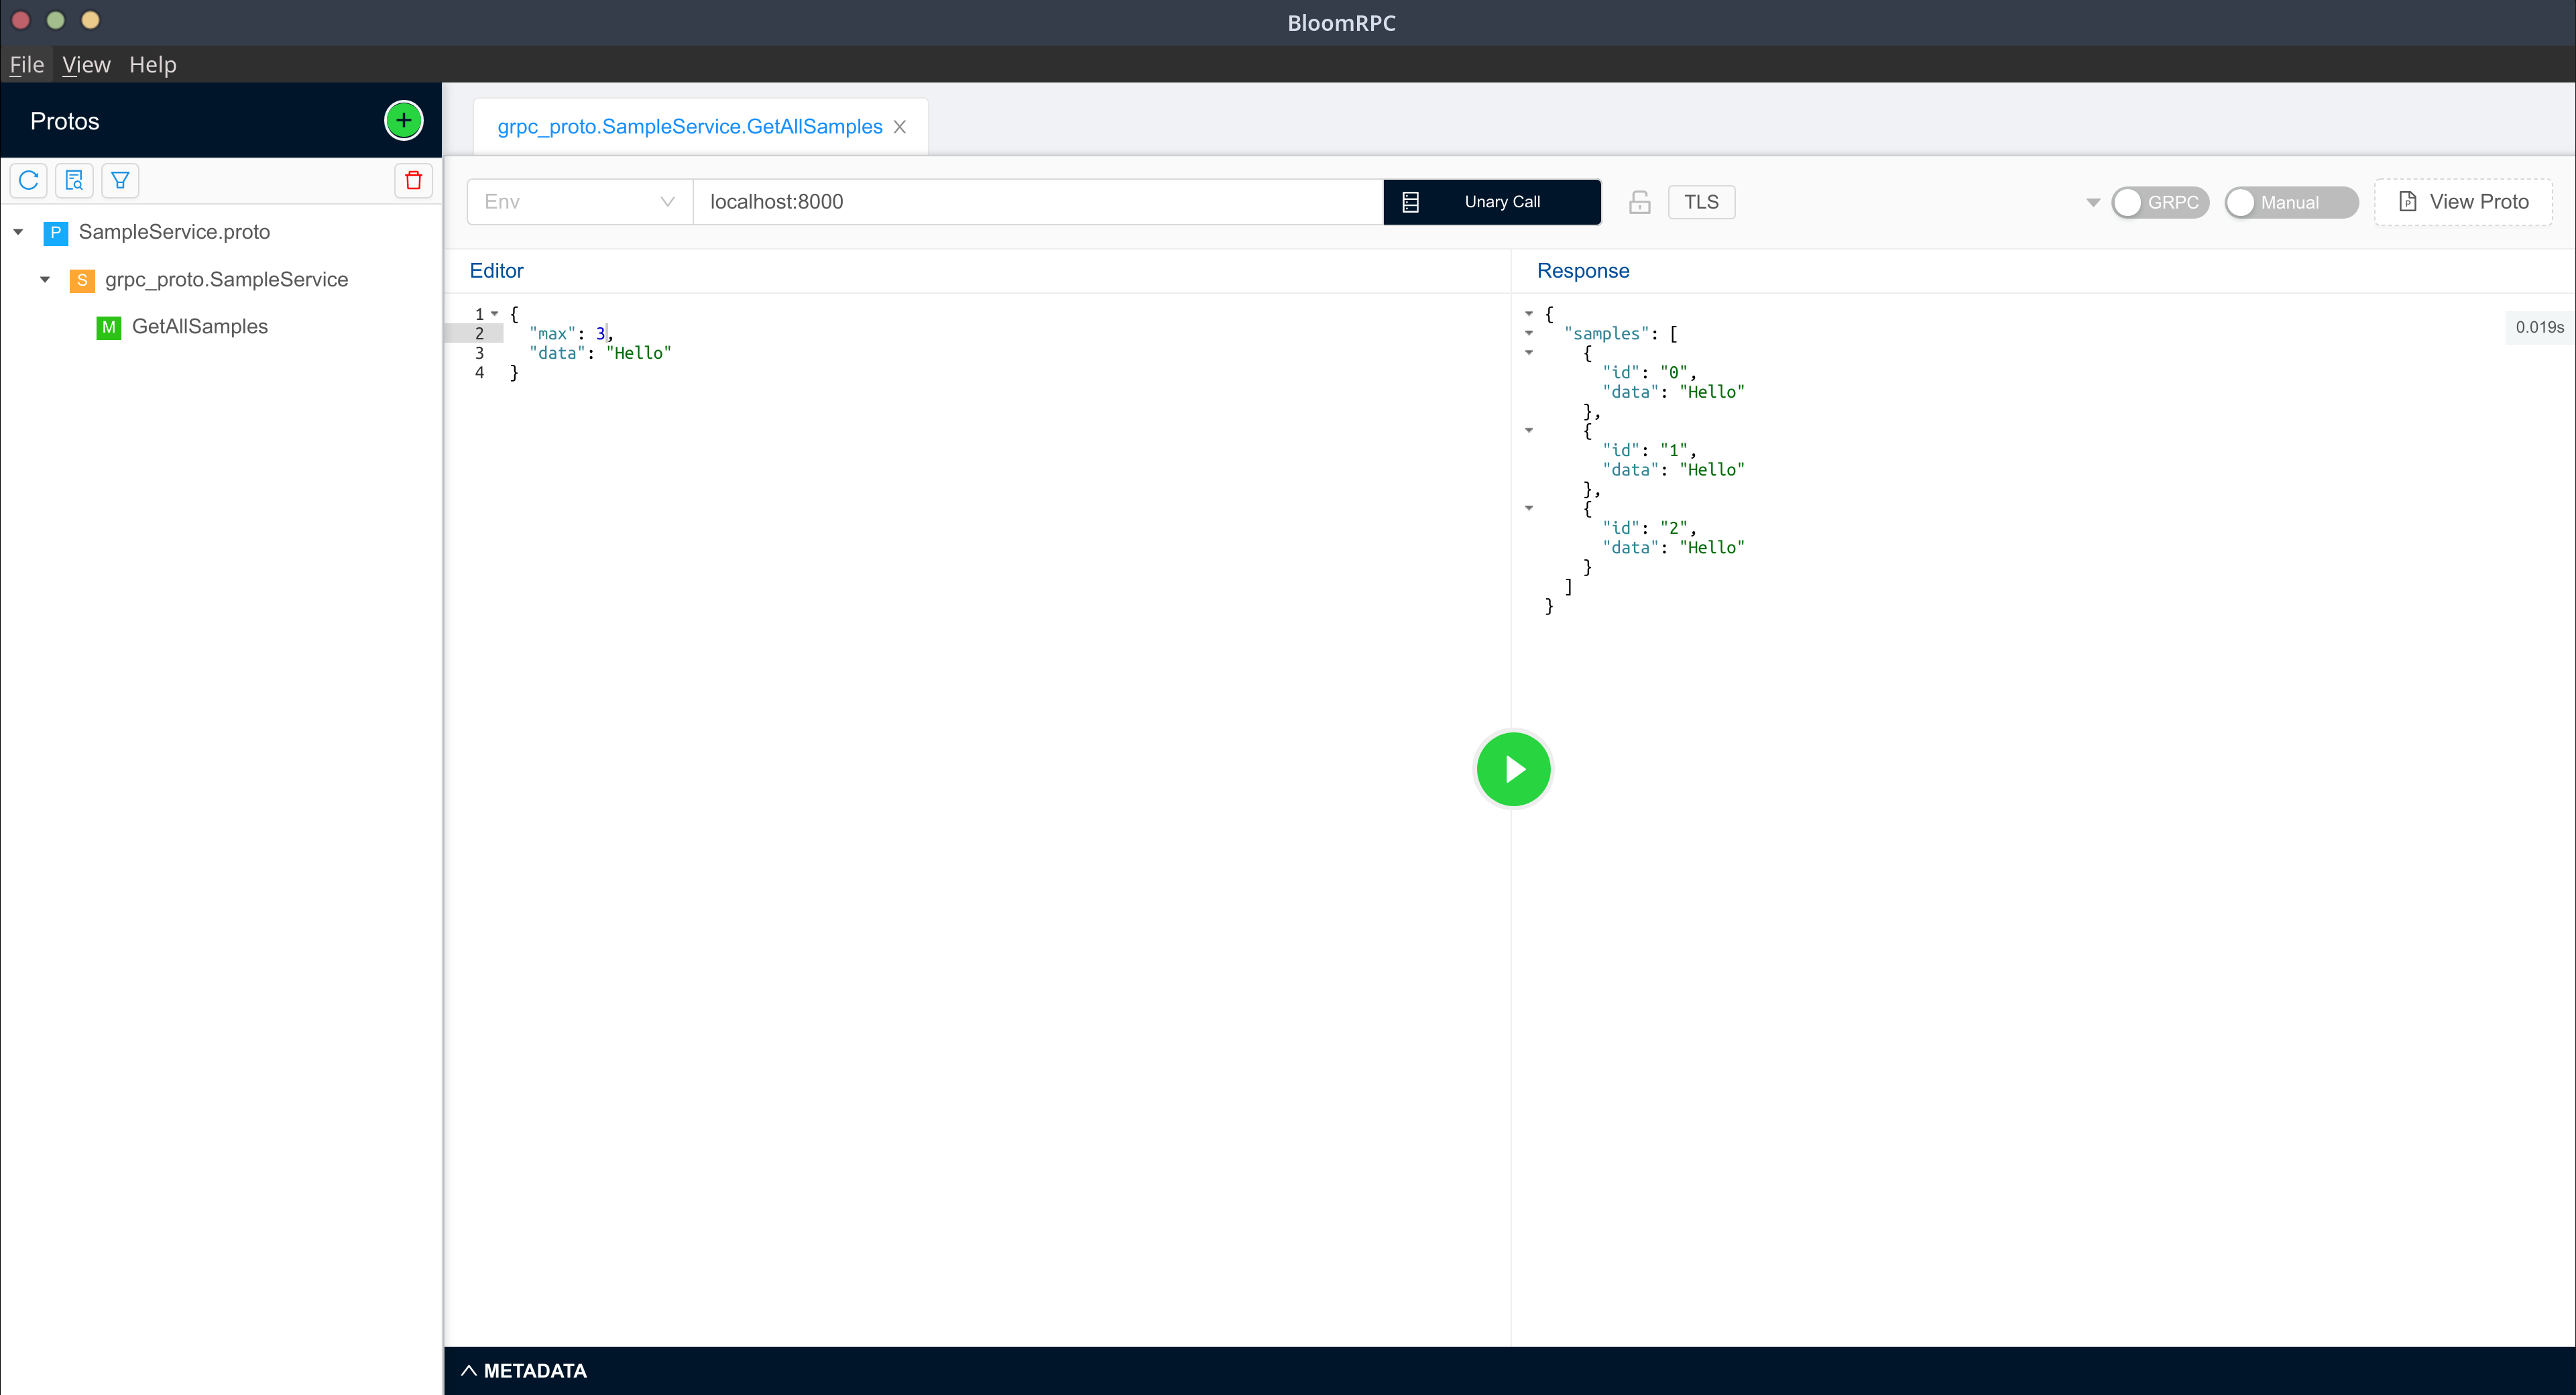 BloomRPC
File View Help
Protos
grpc_proto.SampleService.GetAllSamples
Env
localhost:8000
Unary Call
TLS
GRPC
Manual
View Proto
P SampleService.proto
S grpc_proto.SampleService
M GetAllSamples
Editor
1 {
2 "max": 3,
3 "data": "Hello"
4 }
Response
0.019s
{
"samples": [
{
"id": "0",
"data": "Hello"
},
{
"id": "1",
"data": "Hello"
},
{
"id": "2",
"data": "Hello"
}
]
}
METADATA